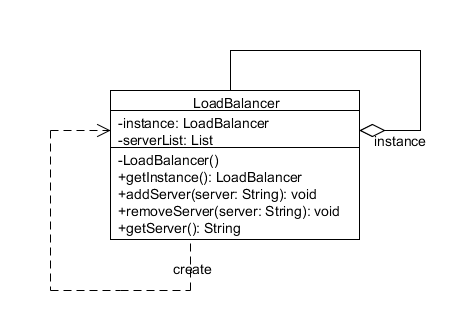 LoadBalancer
-instance: LoadBalancer
-serverList: List
instance
-LoadBalancer()
+getInstance(): LoadBalancer
+addServer(server: String): void
+removeServer(server: String): void
+getServer(): String
create